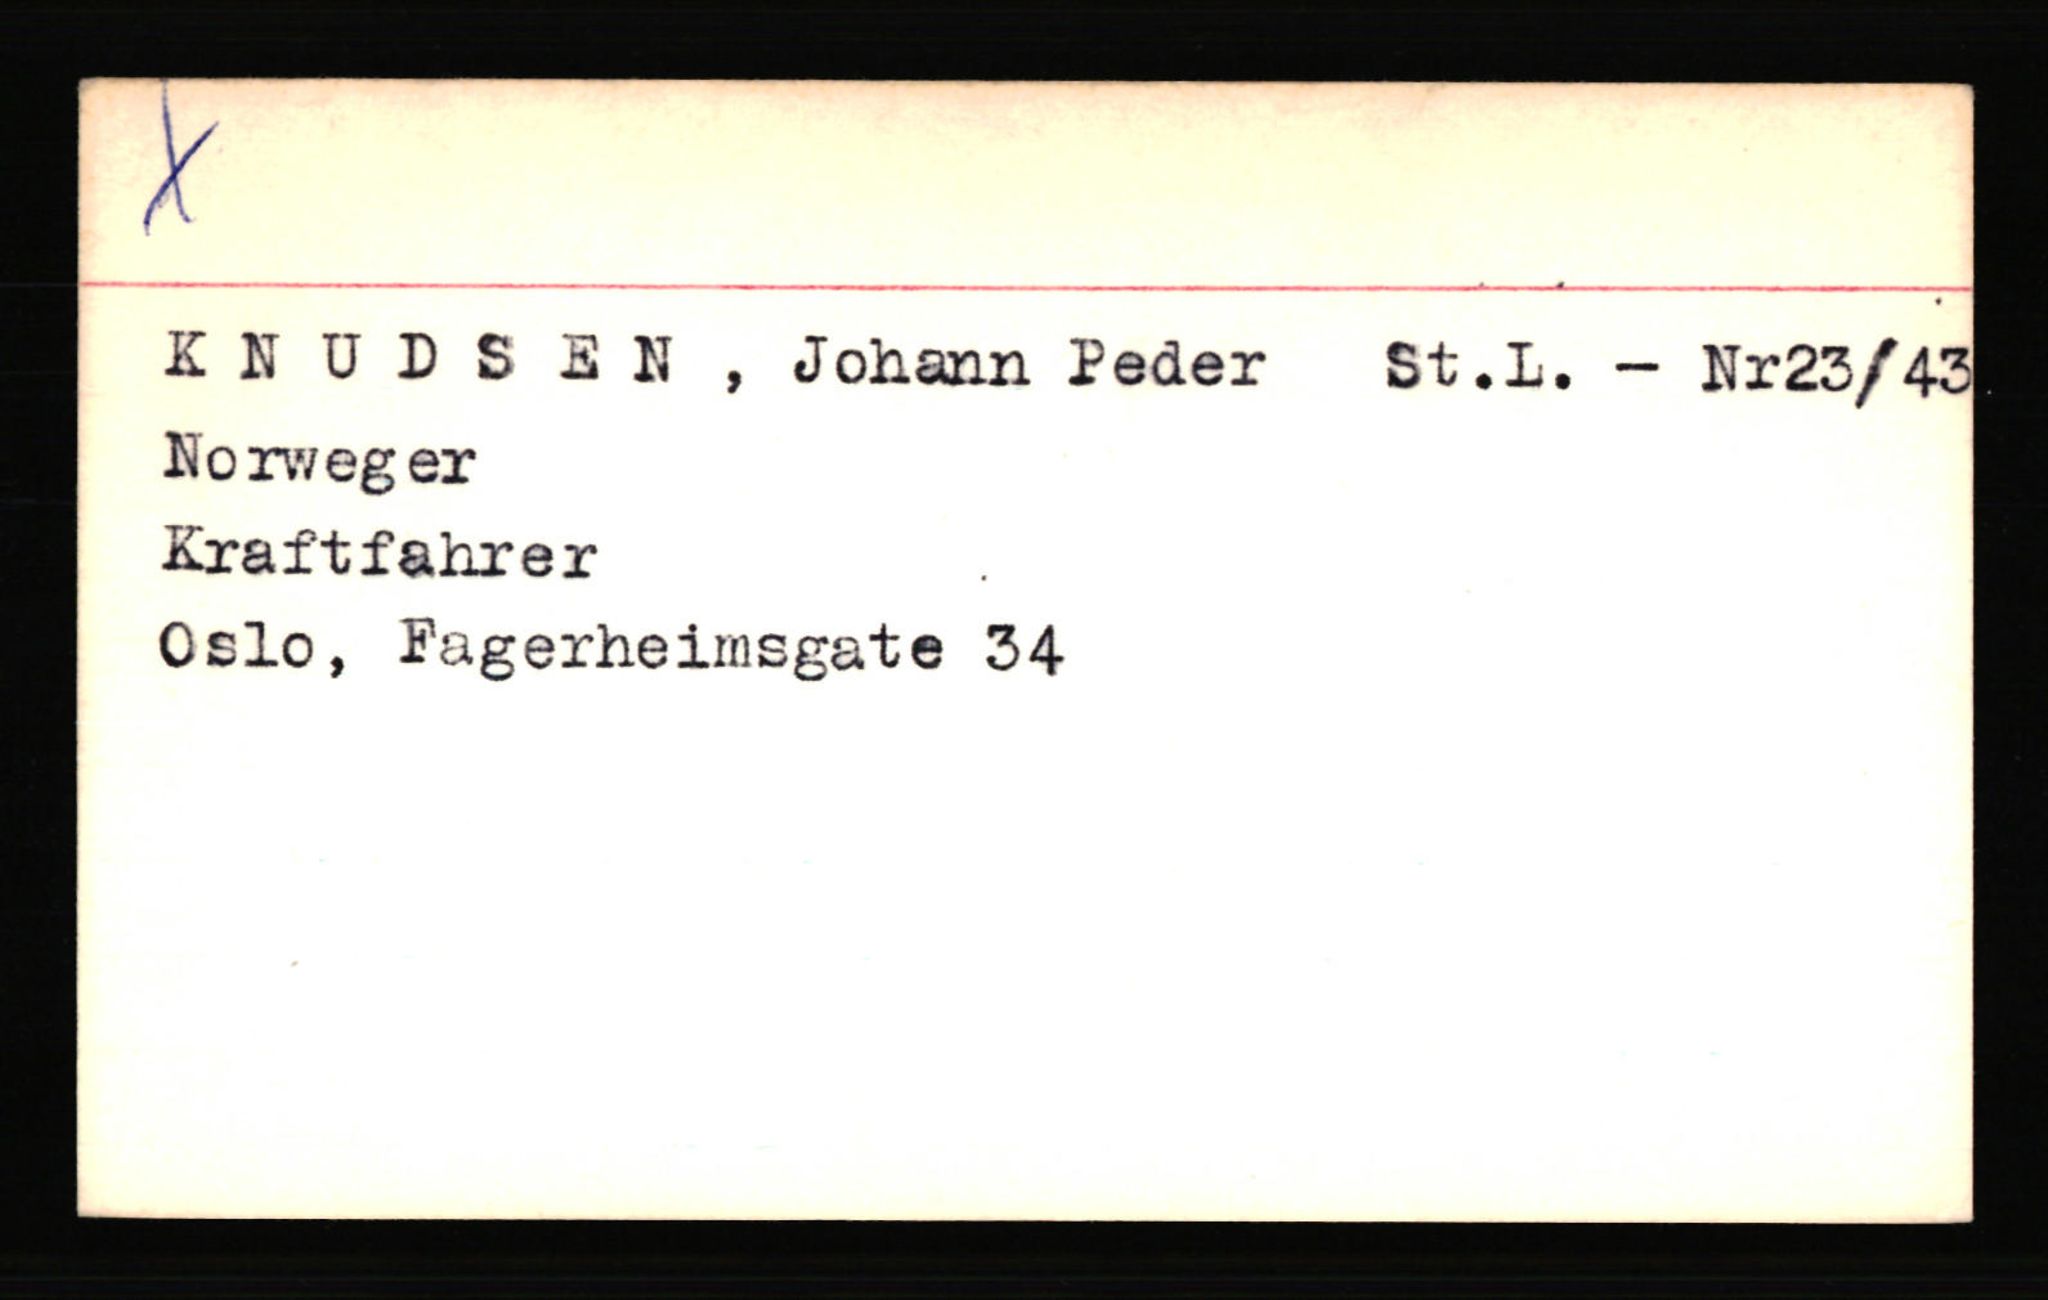 K N U D S E N , Johann Peder St.L. - Nr23/43
Norweger
Kraftfahrer
Oslo, Fagerheimsgate 34